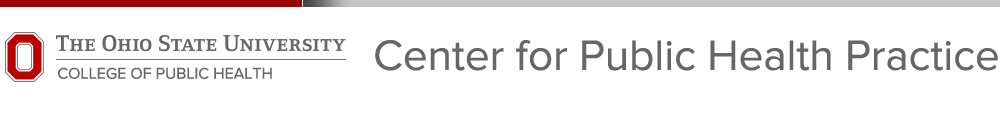 THE OHIO STATE UNIVERSITY
COLLEGE OF PUBLIC HEALTH
Center for Public Health Practice